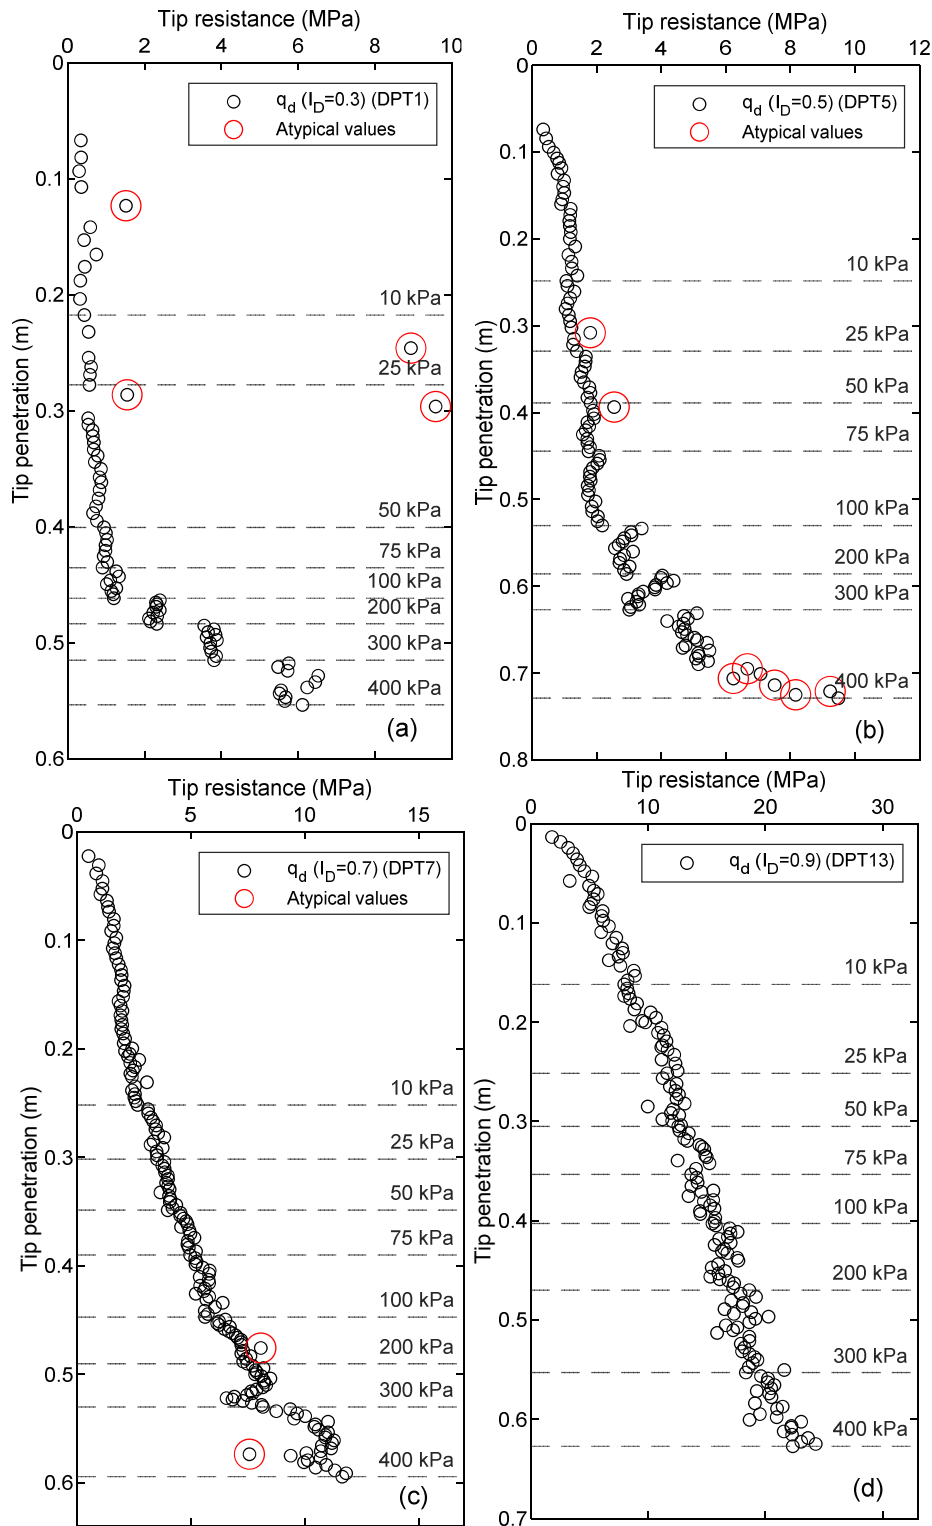 Tip resistance (MPa)
0 2 4 6 8 10
0
0.1
0.2
0.3
0.4
0.5
0.6
Tip penetration (m)
q_d (I_D=0.3) (DPT1)
Atypical values
10 kPa
25 kPa
50 kPa
75 kPa
100 kPa
200 kPa
300 kPa
400 kPa
(a)
Tip resistance (MPa)
0 2 4 6 8 10 12
0
0.1
0.2
0.3
0.4
0.5
0.6
0.7
0.8
Tip penetration (m)
q_d (I_D=0.5) (DPT5)
Atypical values
10 kPa
25 kPa
50 kPa
75 kPa
100 kPa
200 kPa
300 kPa
400 kPa
(b)
Tip resistance (MPa)
0 5 10 15
0
0.1
0.2
0.3
0.4
0.5
0.6
Tip penetration (m)
q_d (I_D=0.7) (DPT7)
Atypical values
10 kPa
25 kPa
50 kPa
75 kPa
100 kPa
200 kPa
300 kPa
400 kPa
(c)
Tip resistance (MPa)
0 10 20 30
0
0.1
0.2
0.3
0.4
0.5
0.6
0.7
Tip penetration (m)
q_d (I_D=0.9) (DPT13)
10 kPa
25 kPa
50 kPa
75 kPa
100 kPa
200 kPa
300 kPa
400 kPa
(d)